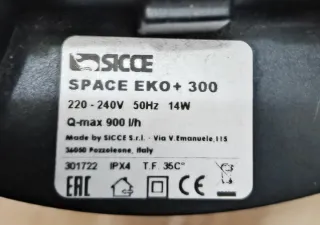 SICCE
SPACE EKO+ 300
220 - 240V 50Hz 14W
Q-max 900 l/h
Made by SICCE S.r.l. - Via V. Emanuele, 115
36050 Pozzoleone, Italy
301722 IPX4 T.F. 35C°
EAC CE